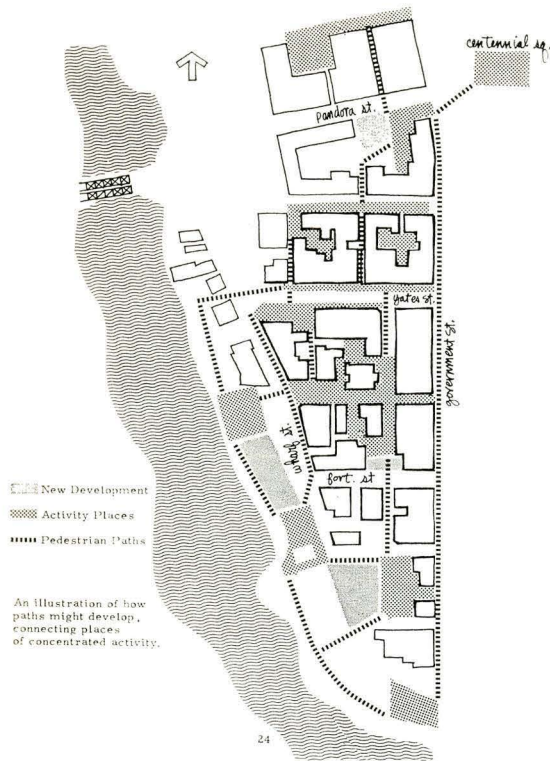 centennial sq.
pandora st.
yates st.
government st.
wharf st.
fort. st
New Development
Activity Places
Pedestrian Paths
An illustration of how
paths might develop,
connecting places
of concentrated activity.
24